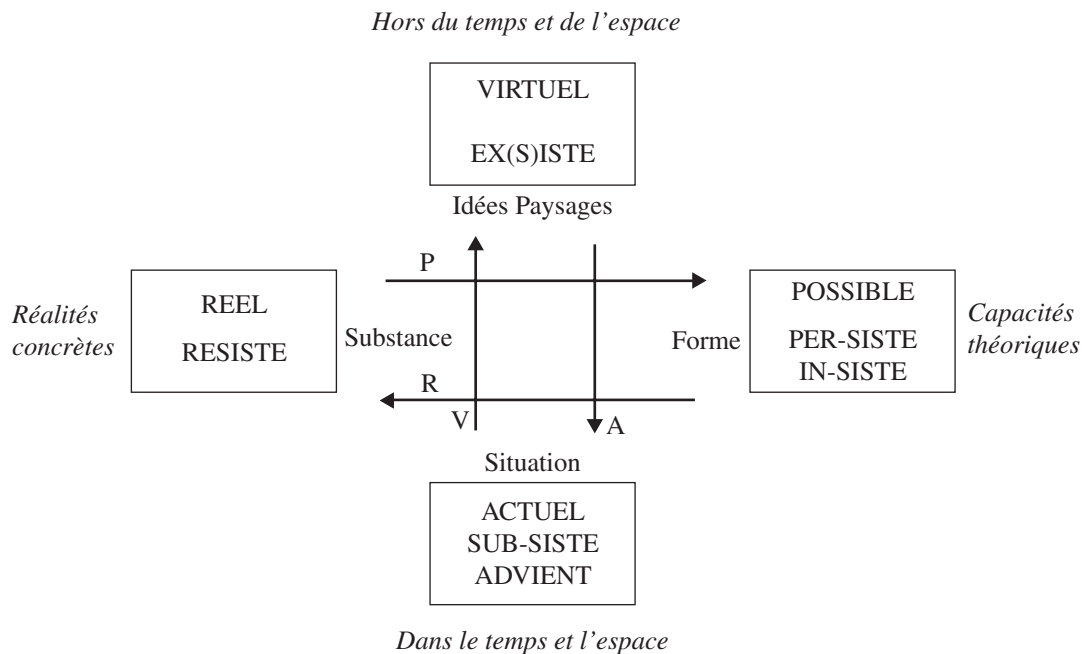 Hors du temps et de l'espace
VIRTUEL
EX(S)ISTE
Idées Paysages
P
Réalités
concrètes
REEL
RESISTE
Substance
Forme
POSSIBLE
PER-SISTE
IN-SISTE
Capacités
théoriques
R
V
A
Situation
ACTUEL
SUB-SISTE
ADVIENT
Dans le temps et l'espace